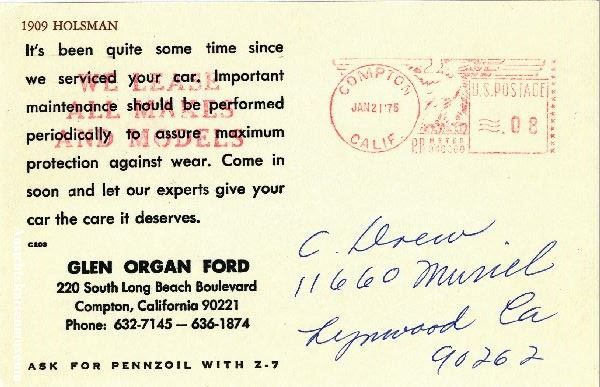 1909 HOLSMAN
It's been quite some time since
we serviced your car. Important
maintenance should be performed
periodically to assure maximum
protection against wear. Come in
soon and let our experts give your
car the care it deserves.
WE LEASE
ALL MAKES
AND MODELS
GLEN ORGAN FORD
220 South Long Beach Boulevard
Compton, California 90221
Phone: 632-7145 — 636-1874
ASK FOR PENNZOIL WITH Z-7
COMPTON
JAN 21 '75
CALIF
U.S. POSTAGE
.08
P.B. METER
C. Drew
11660 Muriel
Lynwood Ca
90262